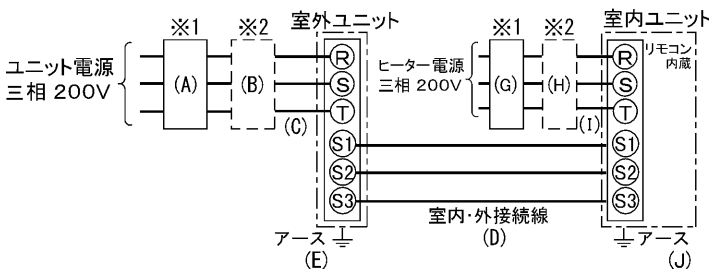 ※1
※2
室外ユニット
※1
※2
室内ユニット
ユニット電源
三相 200V
(A)
(B)
(C)
R
S
T
S1
S2
S3
ヒーター電源
三相 200V
(G)
(H)
(I)
R
S
T
S1
S2
S3
リモコン
内蔵
室内・外接続線
(D)
アース
(E)
アース
(J)